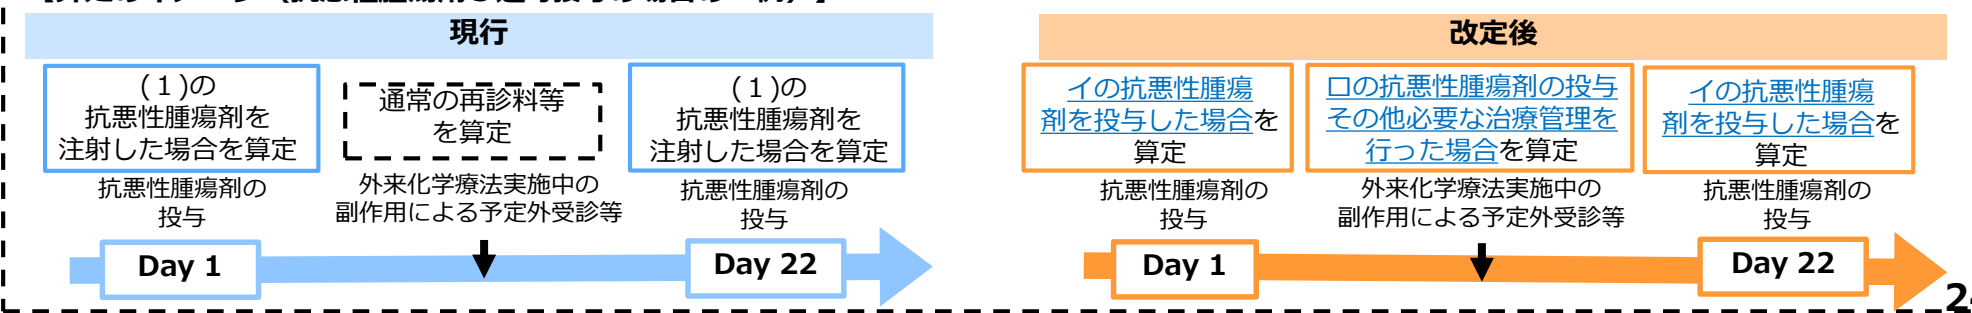 現行
(１)の
抗悪性腫瘍剤を
注射した場合を算定
通常の再診料等
を算定
(１)の
抗悪性腫瘍剤を
注射した場合を算定
抗悪性腫瘍剤の
投与
外来化学療法実施中の
副作用による予定外受診等
抗悪性腫瘍剤の
投与
Day 1
Day 22
改定後
イの抗悪性腫瘍
剤を投与した場合を
算定
ロの抗悪性腫瘍剤の投与
その他必要な治療管理を
行った場合を算定
イの抗悪性腫瘍
剤を投与した場合を
算定
抗悪性腫瘍剤の
投与
外来化学療法実施中の
副作用による予定外受診等
抗悪性腫瘍剤の
投与
Day 1
Day 22